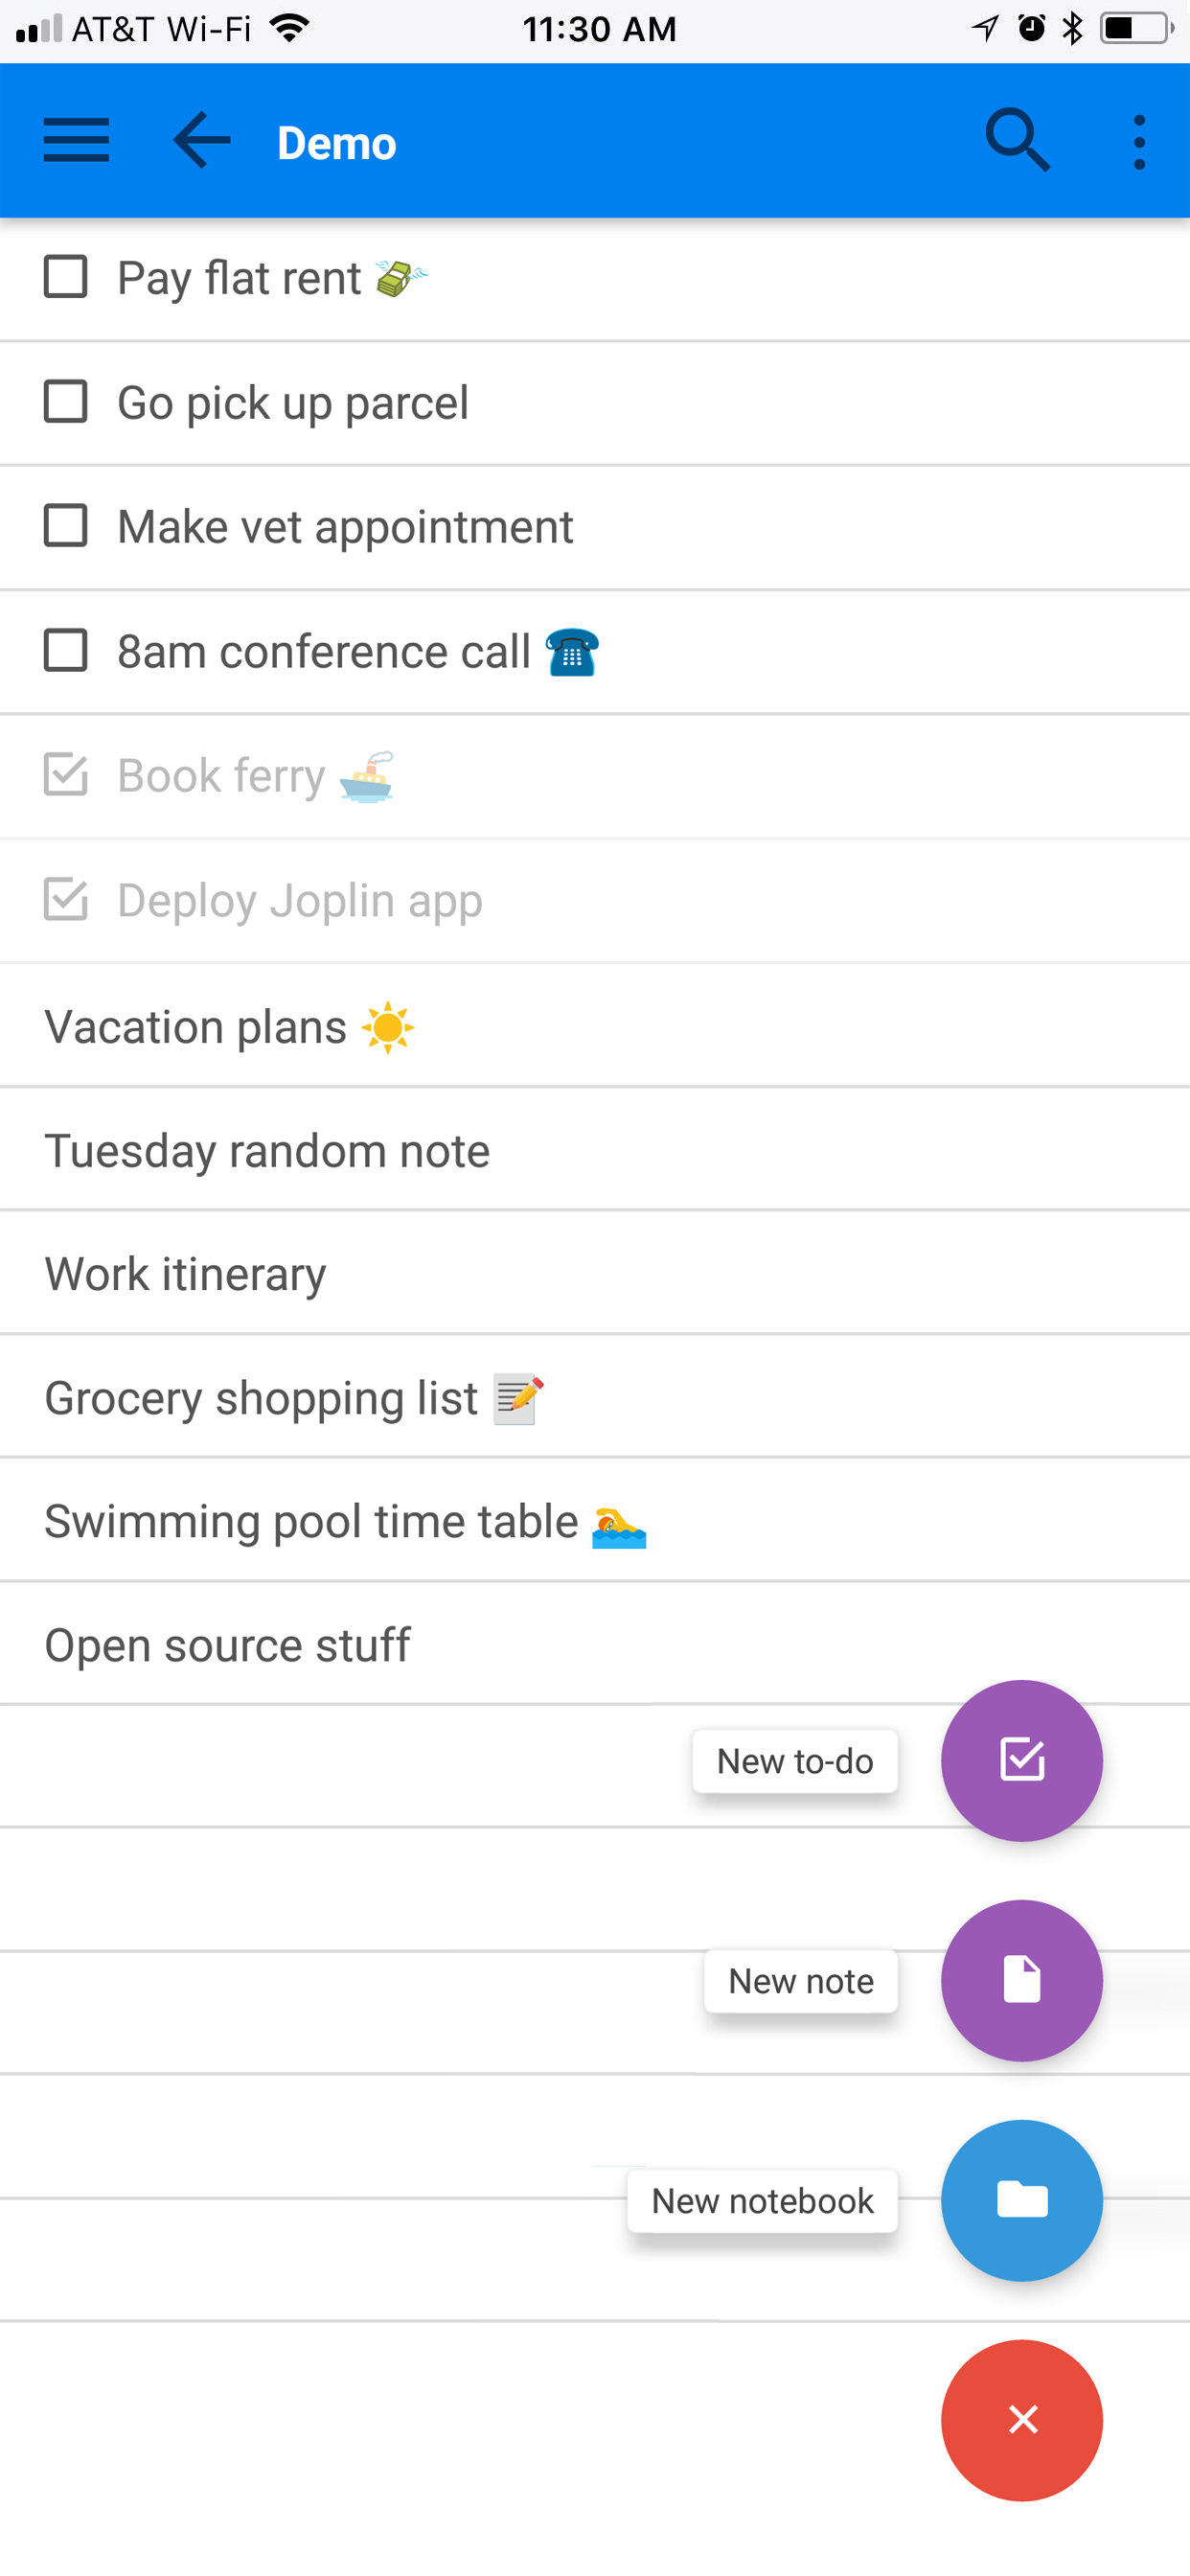 AT&T Wi-Fi 11:30 AM
Demo
Pay flat rent 💸
Go pick up parcel
Make vet appointment
8am conference call ☎️
Book ferry 🚢
Deploy Joplin app
Vacation plans ☀️
Tuesday random note
Work itinerary
Grocery shopping list 📝
Swimming pool time table 🏊
Open source stuff
New to-do
New note
New notebook